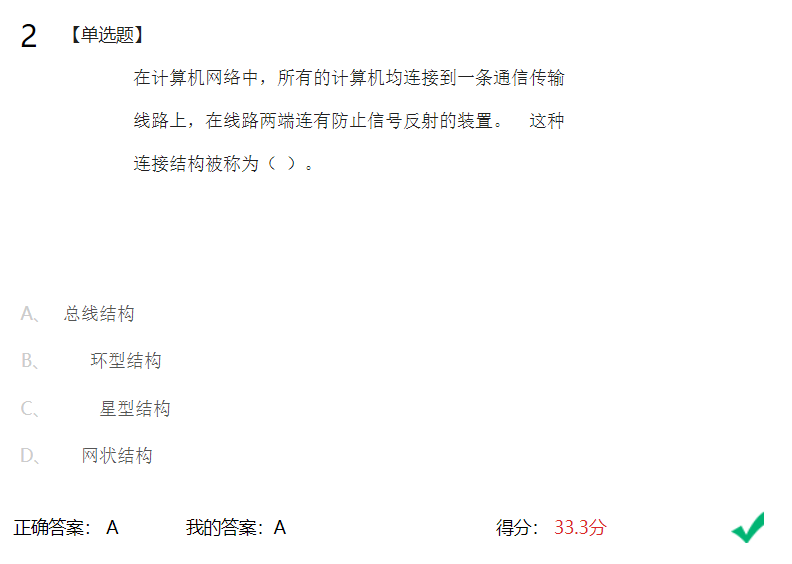 2 【单选题】
在计算机网络中，所有的计算机均连接到一条通信传输
线路上，在线路两端连有防止信号反射的装置。 这种
连接结构被称为（ ）。
A、 总线结构
B、 环型结构
C、 星型结构
D、 网状结构
正确答案： A 我的答案：A 得分： 33.3分